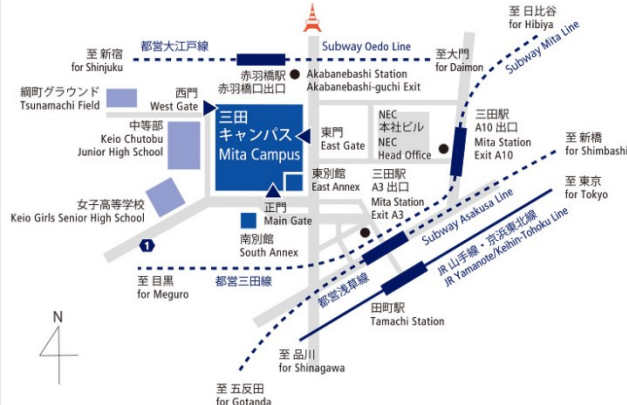 至 日比谷
for Hibiya
至 新宿
for Shinjuku
都営大江戸線
Subway Oedo Line
至大門
for Daimon
Subway Mita Line
赤羽橋駅
赤羽橋口出口
Akabanebashi Station
Akabanebashi-guchi Exit
綱町グラウンド
Tsunamachi Field
西門
West Gate
三田
キャンパス
Mita Campus
中等部
Keio Chutobu
Junior High School
東門
East Gate
NEC
本社ビル
NEC
Head Office
三田駅
A10 出口
Mita Station
Exit A10
至 新橋
for Shimbashi
東別館
East Annex
三田駅
A3 出口
Mita Station
Exit A3
至 東京
for Tokyo
女子高等学校
Keio Girls Senior High School
正門
Main Gate
南別館
South Annex
Subway Asakusa Line
1
至 目黒
for Meguro
都営三田線
都営浅草線
JR 山手線・京浜東北線
JR Yamanote/Keihin-Tohoku Line
田町駅
Tamachi Station
N
至 品川
for Shinagawa
至 五反田
for Gotanda